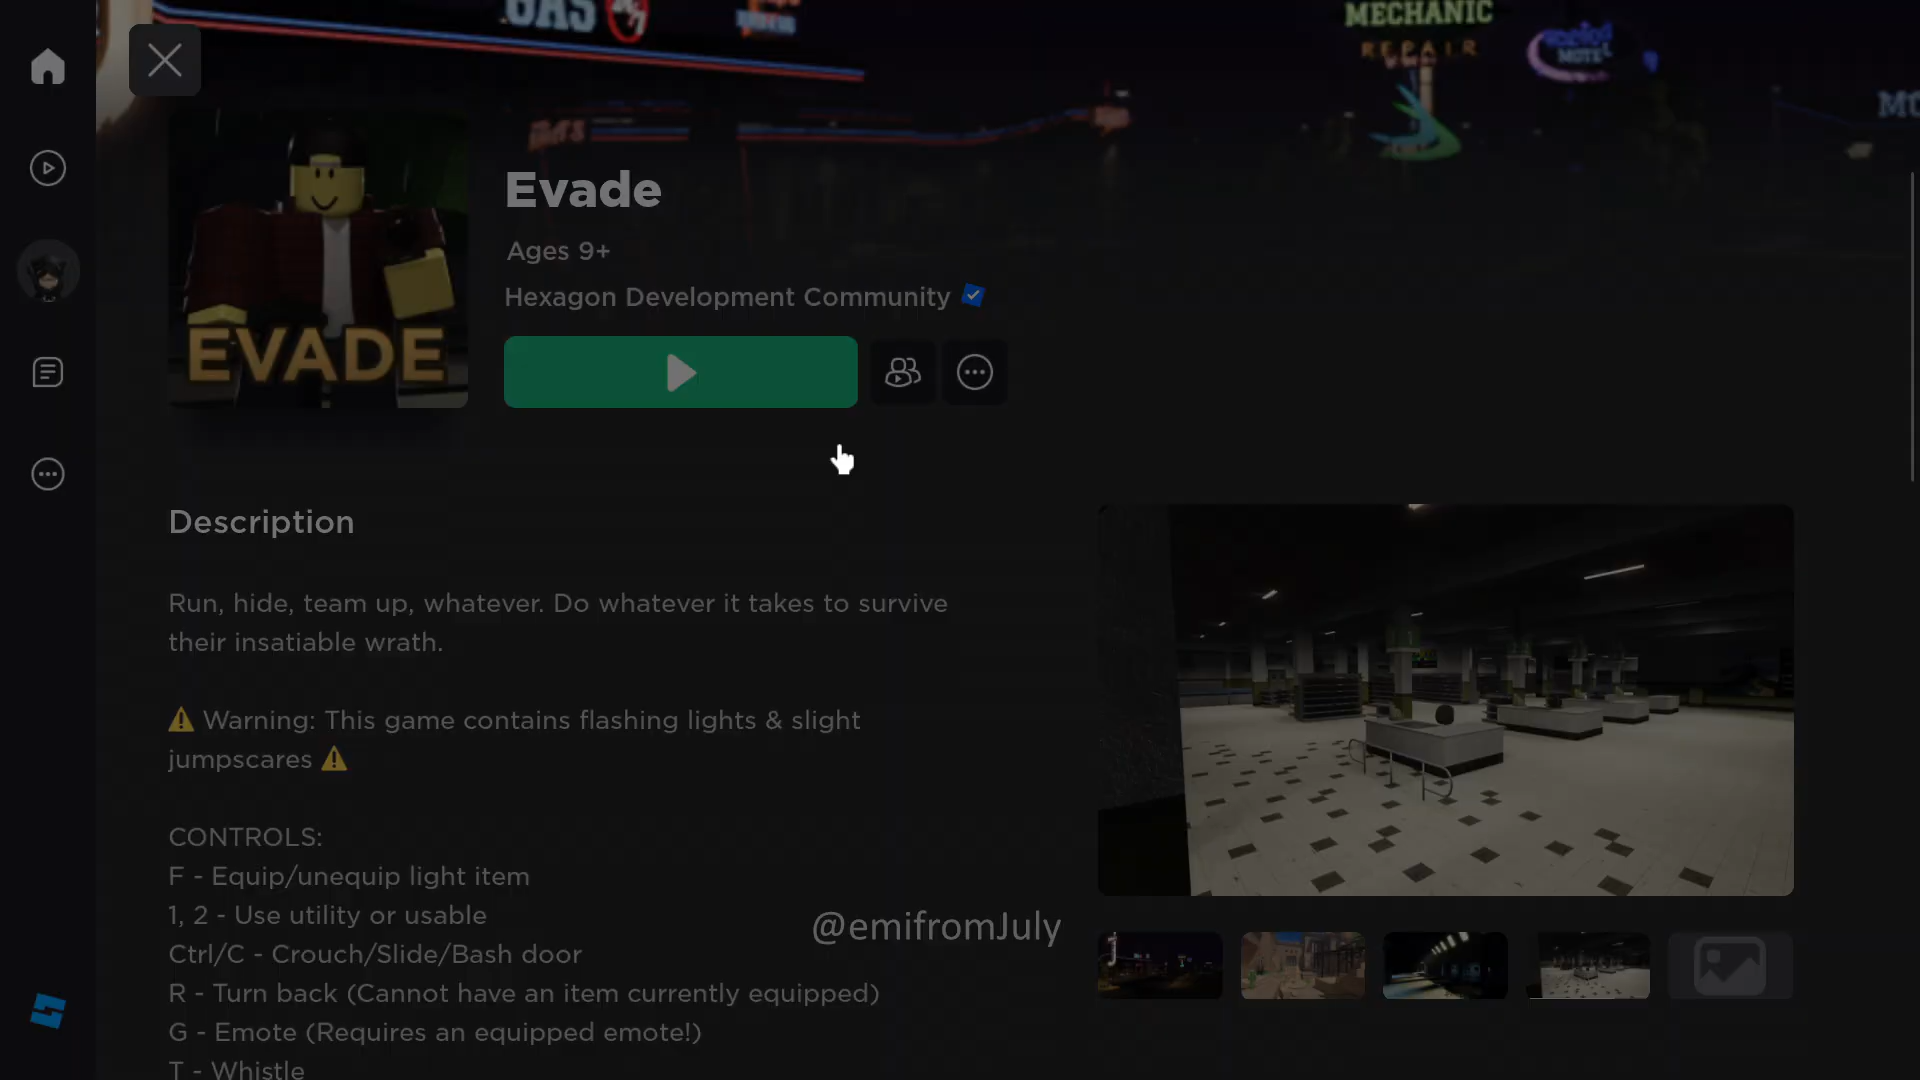 GAS
MECHANIC
REPAIR
MOTEL
Evade
Ages 9+
Hexagon Development Community
EVADE
Description
Run, hide, team up, whatever. Do whatever it takes to survive
their insatiable wrath.
⚠ Warning: This game contains flashing lights & slight
jumpscares ⚠
CONTROLS:
F - Equip/unequip light item
1, 2 - Use utility or usable
@emifromJuly
Ctrl/C - Crouch/Slide/Bash door
R - Turn back (Cannot have an item currently equipped)
G - Emote (Requires an equipped emote!)
T - Whistle